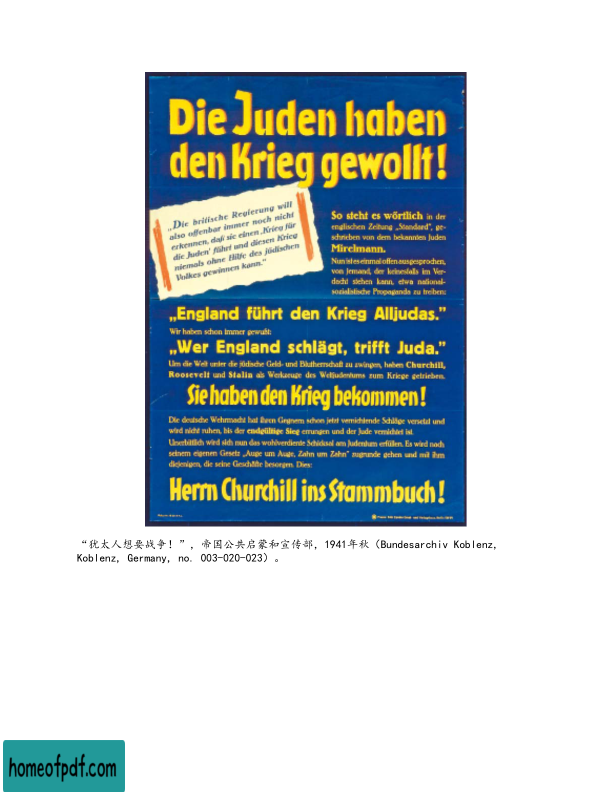 Die Juden haben
den Krieg gewollt!
„Die britische Regierung will
also offenbar immer noch nicht
erkennen, daß sie einen ‚Krieg für
die Juden' führt und diesen Krieg
niemals ohne Hilfe des jüdischen
Volkes gewinnen kann."
So steht es wörtlich in der
englischen Zeitung „Standard", ge-
schrieben von dem bekannten Juden
Mirelmann.
Nun ist es einmal offen ausgesprochen,
von jemand, der keinesfalls im Ver-
dacht stehen kann, etwa national-
sozialistische Propaganda zu treiben:
„England führt den Krieg Alljudas."
Wir haben schon immer gewußt:
„Wer England schlägt, trifft Juda."
Um die Welt unter die jüdische Geld- und Blutherrschaft zu zwingen, haben Churchill,
Roosevelt und Stalin als Werkzeuge des Weltjudentums zum Kriege getrieben.
Sie haben den Krieg bekommen!
Die deutsche Wehrmacht hat ihren Gegnern schon jetzt vernichtende Schläge versetzt und
wird nicht ruhen, bis der endgültige Sieg errungen und der Jude vernichtet ist.
Unerbittlich wird sich nun das wohlverdiente Schicksal am Judentum erfüllen. Es wird nach
seinem eigenen Gesetz „Auge um Auge, Zahn um Zahn" zugrunde gehen und mit ihm
diejenigen, die seine Geschäfte besorgen. Dies:
Herrn Churchill ins Stammbuch!
“犹太人想要战争！”，帝国公共启蒙和宣传部，1941年秋（Bundesarchiv Koblenz,
Koblenz, Germany, no. 003-020-023）。
homeofpdf.com